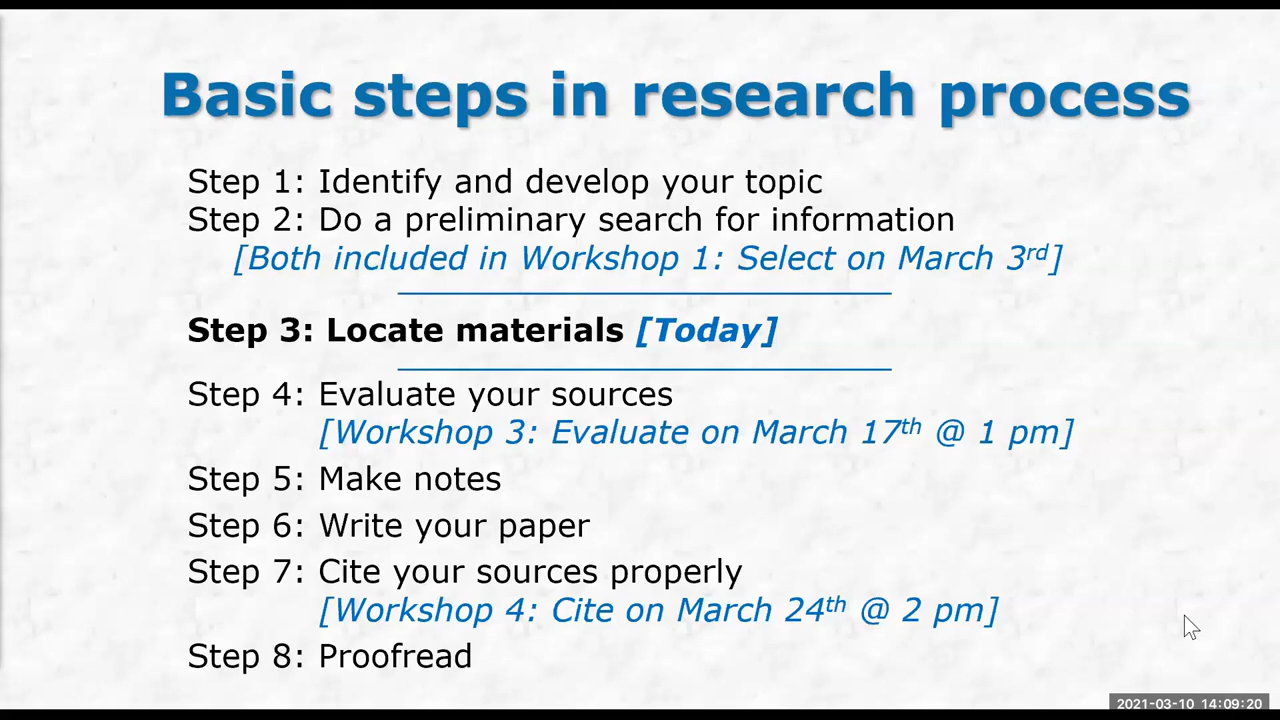 Basic steps in research process
Step 1: Identify and develop your topic
Step 2: Do a preliminary search for information
[Both included in Workshop 1: Select on March 3rd]
Step 3: Locate materials [Today]
Step 4: Evaluate your sources
[Workshop 3: Evaluate on March 17th @ 1 pm]
Step 5: Make notes
Step 6: Write your paper
Step 7: Cite your sources properly
[Workshop 4: Cite on March 24th @ 2 pm]
Step 8: Proofread
2021-03-10 14:09:20